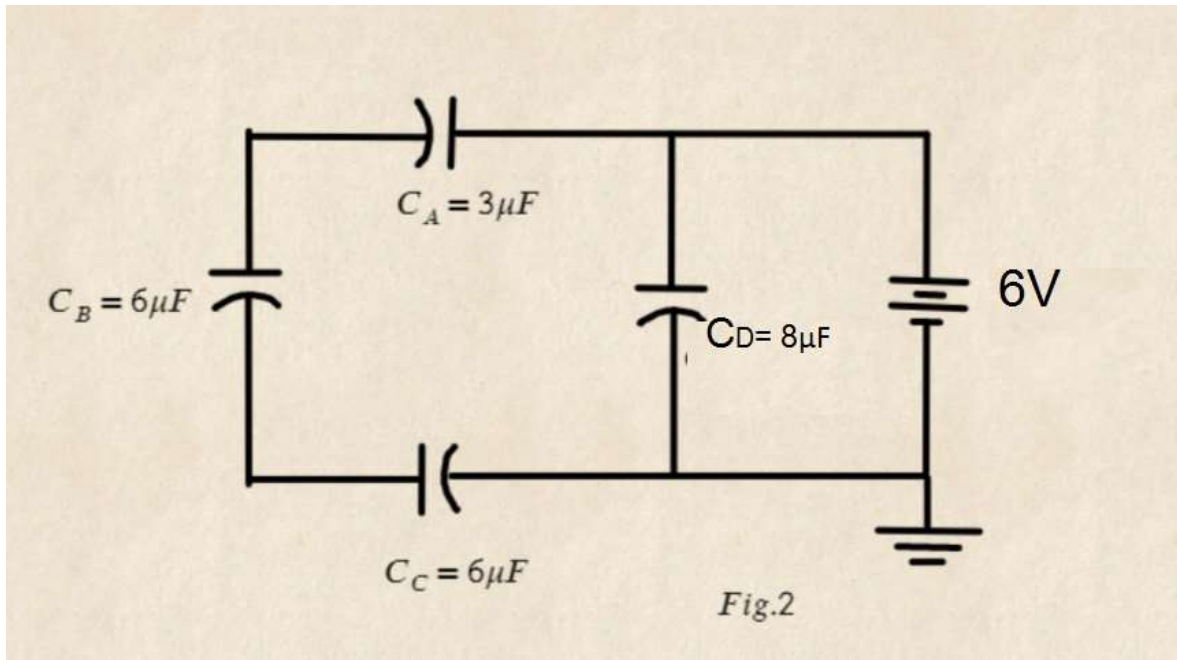 C_A = 3μF
C_B = 6μF
6V
CD= 8μF
C_C = 6μF
Fig.2